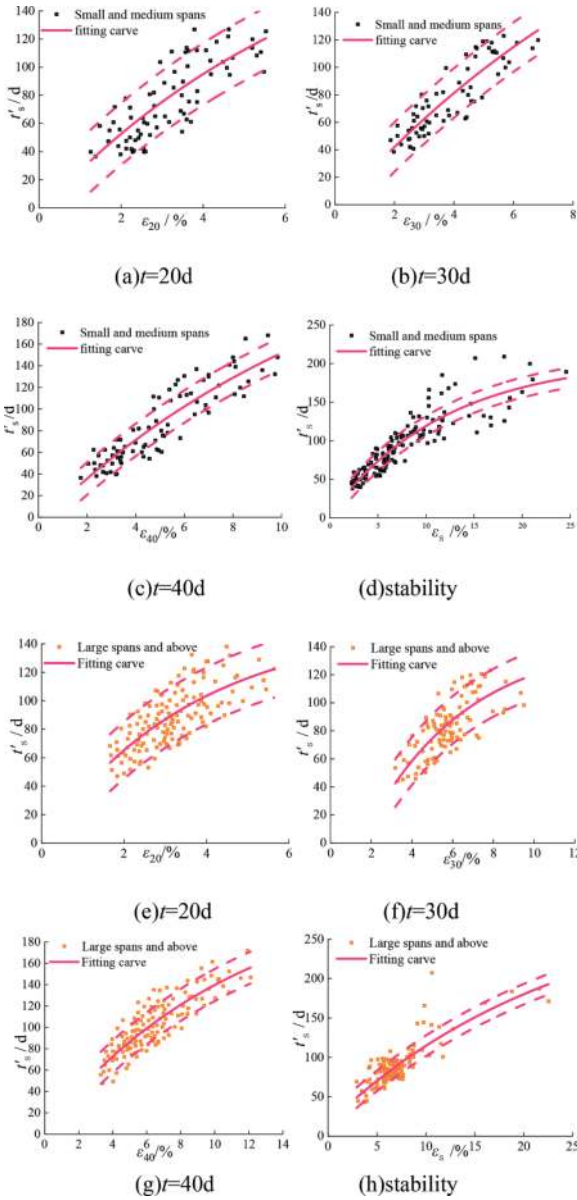 140
120
100
80
60
40
20
0
t's / d
Small and medium spans
fitting carve
0 2 4 6
ε20 / %
(a)t=20d
140
120
100
80
60
40
20
0
t's / d
Small and medium spans
fitting carve
0 2 4 6 8
ε30 / %
(b)t=30d
180
160
140
120
100
80
60
40
20
0
t's/d
Small and medium spans
fitting carve
0 2 4 6 8 10
ε40/%
(c)t=40d
250
200
150
100
50
0
t's / d
Small and medium spans
fitting carve
0 5 10 15 20 25
εs /%
(d)stability
140
120
100
80
60
40
20
0
t's / d
Large spans and above
Fitting carve
0 2 4 6
ε20/%
(e)t=20d
140
120
100
80
60
40
20
0
t's / d
Large spans and above
Fitting carve
0 2 4 6 8 10 12
ε30/%
(f)t=30d
180
160
140
120
100
80
60
40
20
0
t's / d
Large spans and above
Fitting carve
0 2 4 6 8 10 12 14
ε40/%
(g)t=40d
250
200
150
100
50
0
t's / d
Large spans and above
Fitting carve
0 5 10 15 20 25
εs /%
(h)stability